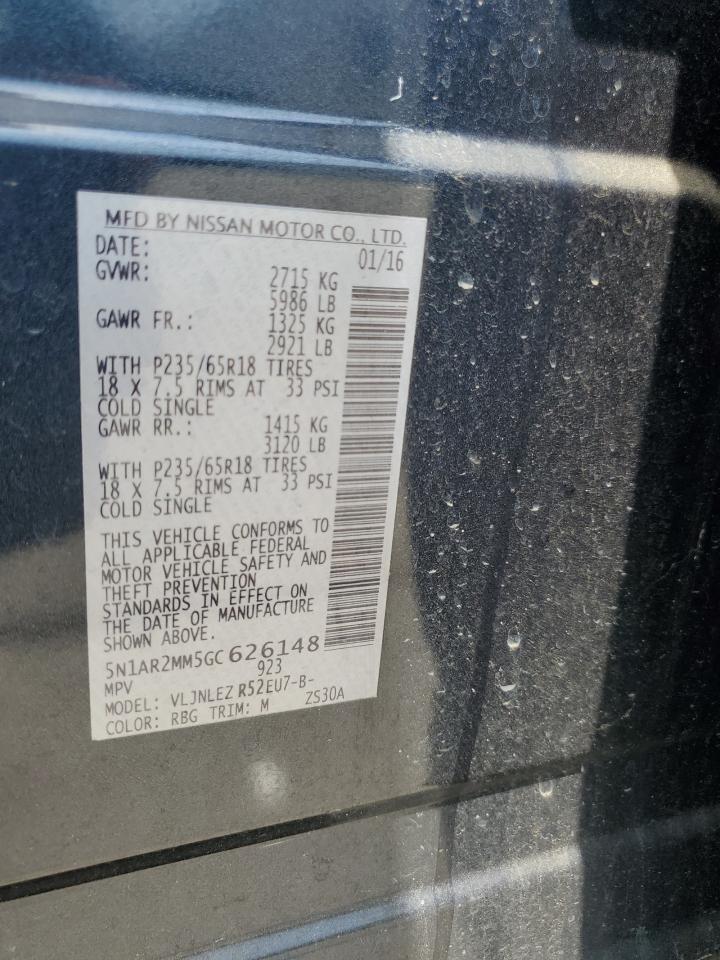 MFD BY NISSAN MOTOR CO., LTD.
DATE: 01/16
GVWR: 2715 KG
5986 LB
GAWR FR.: 1325 KG
2921 LB
WITH P235/65R18 TIRES
18 X 7.5 RIMS AT 33 PSI
COLD SINGLE
GAWR RR.: 1415 KG
3120 LB
WITH P235/65R18 TIRES
18 X 7.5 RIMS AT 33 PSI
COLD SINGLE
THIS VEHICLE CONFORMS TO
ALL APPLICABLE FEDERAL
MOTOR VEHICLE SAFETY AND
THEFT PREVENTION
STANDARDS IN EFFECT ON
THE DATE OF MANUFACTURE
SHOWN ABOVE.
5N1AR2MM5GC626148
MPV 923
MODEL: VLJNLEZ R52EU7-B-
COLOR: RBG TRIM: M ZS30A